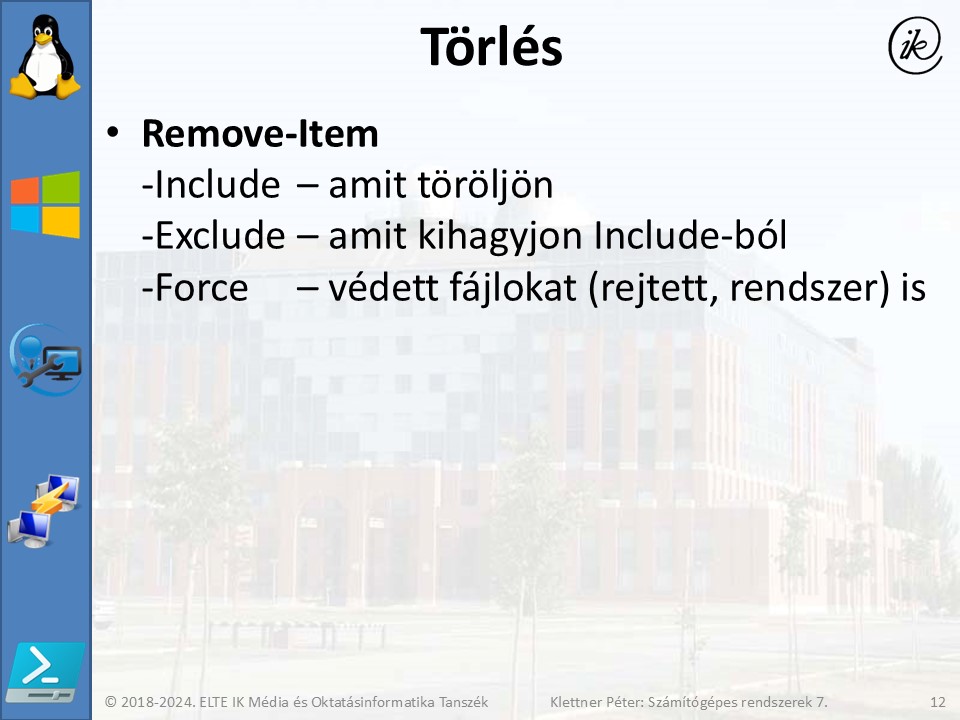 Törlés
ik
• Remove-Item
-Include – amit töröljön
-Exclude – amit kihagyjon Include-ból
-Force – védett fájlokat (rejtett, rendszer) is
© 2018-2024. ELTE IK Média és Oktatásinformatika Tanszék Klettner Péter: Számítógépes rendszerek 7. 12